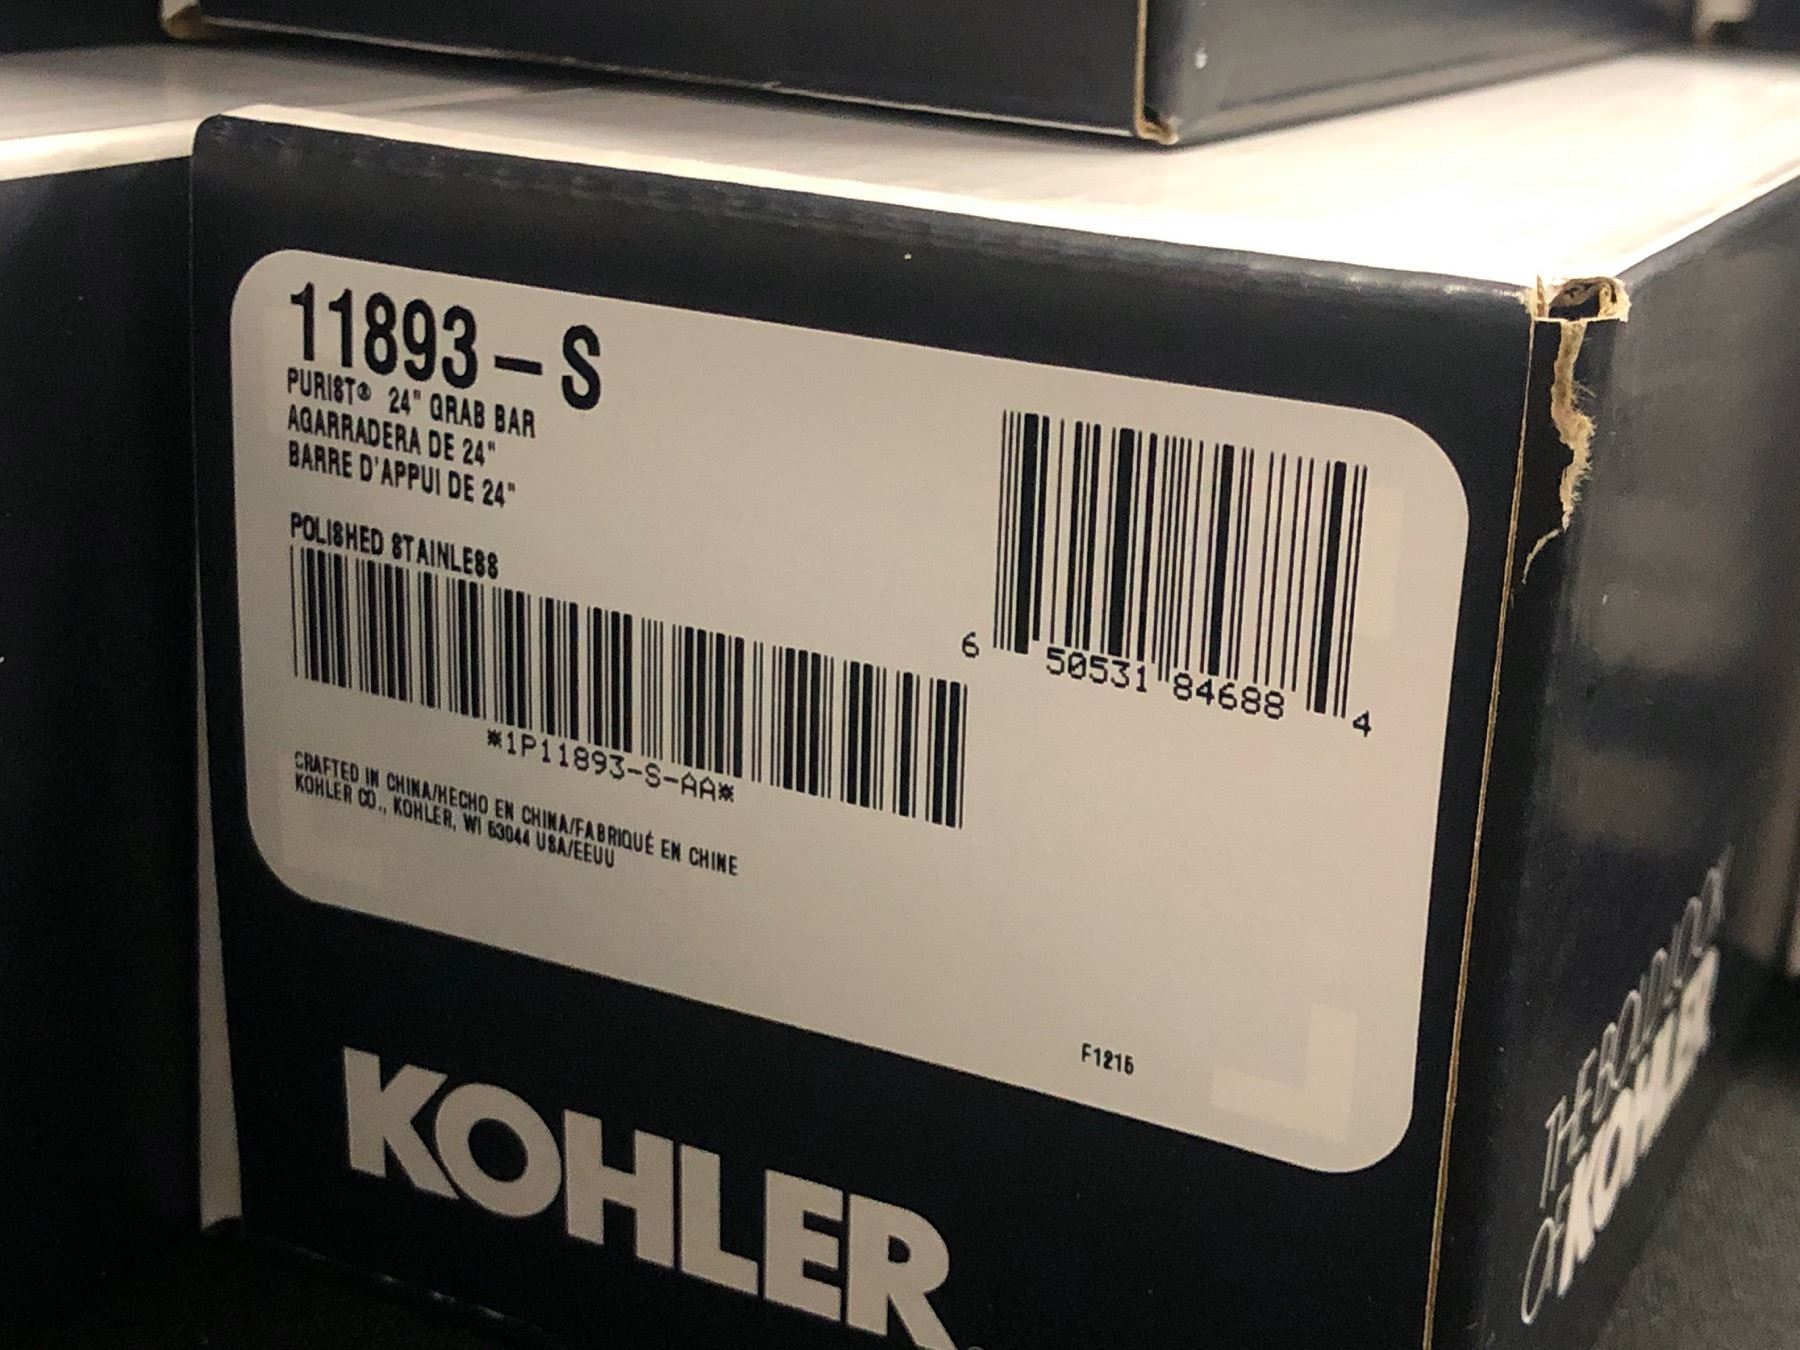 11893-S
PURIST® 24" GRAB BAR
AGARRADERA DE 24"
BARRE D'APPUI DE 24"
POLISHED STAINLESS
*1P11893-S-AA*
6 50531 84688 4
CRAFTED IN CHINA/HECHO EN CHINA/FABRIQUÉ EN CHINE
KOHLER CO., KOHLER, WI 53044 USA/EEUU
F1215
KOHLER
THE BOLD LOOK
OF KOHLER